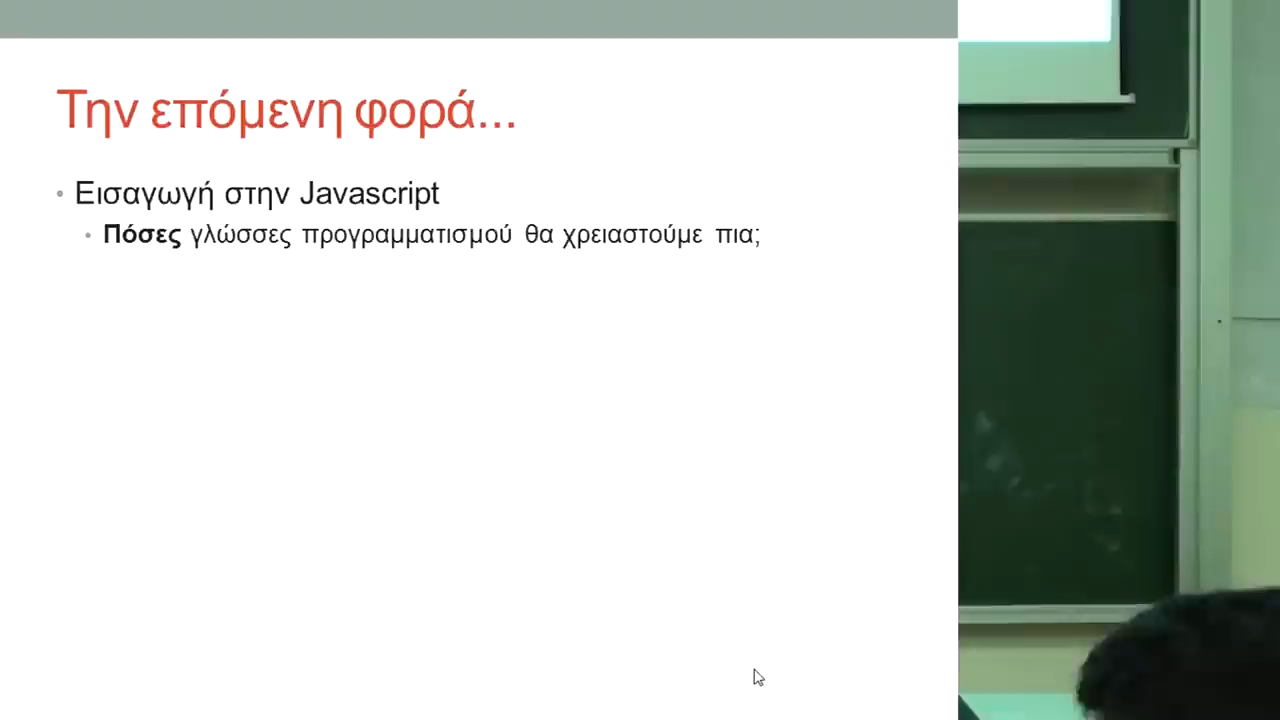 Την επόμενη φορά...
• Εισαγωγή στην Javascript
• Πόσες γλώσσες προγραμματισμού θα χρειαστούμε πια;